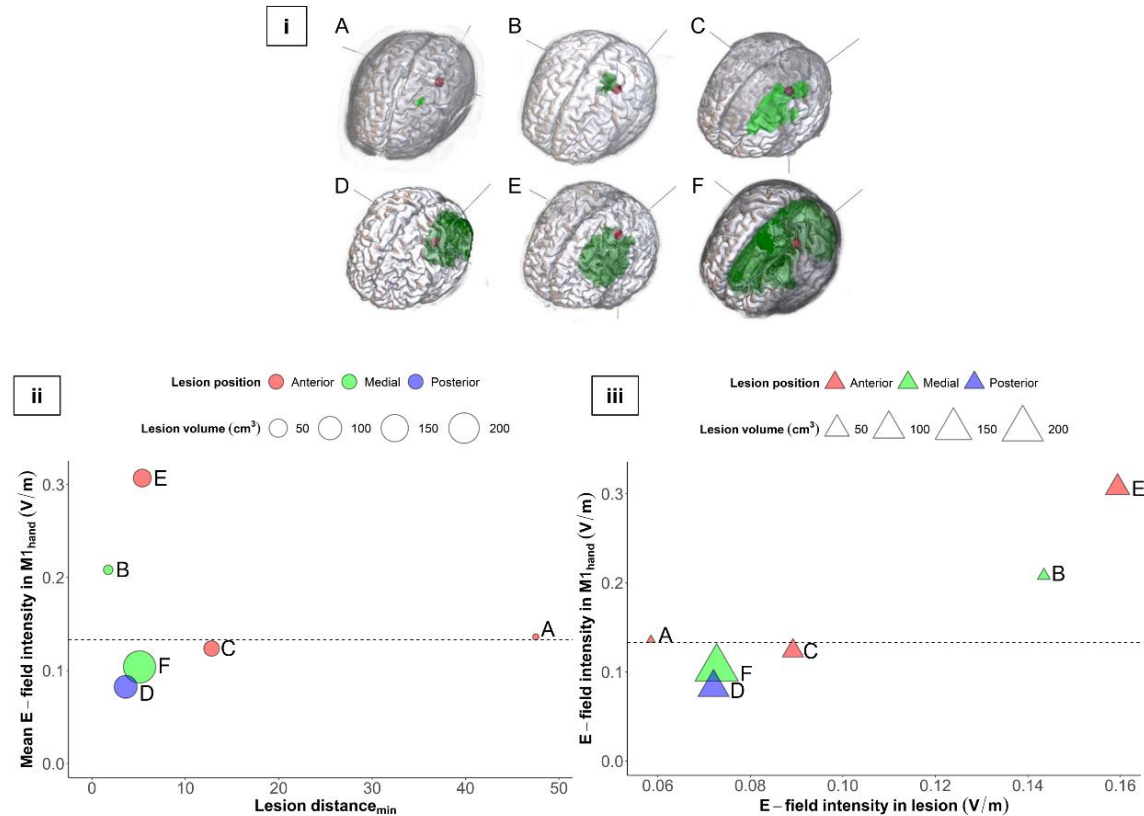 i
A B C
D E F
ii
Lesion position Anterior Medial Posterior
Lesion volume (cm³) 50 100 150 200
Mean E−field intensity in M1hand (V/m)
0.3
0.2
0.1
0.0
E
B
A
C
F
D
0 10 20 30 40 50
Lesion distancemin
iii
Lesion position Anterior Medial Posterior
Lesion volume (cm³) 50 100 150 200
E−field intensity in M1hand (V/m)
0.3
0.2
0.1
0.0
E
B
A
C
F
D
0.06 0.08 0.10 0.12 0.14 0.16
E−field intensity in lesion (V/m)